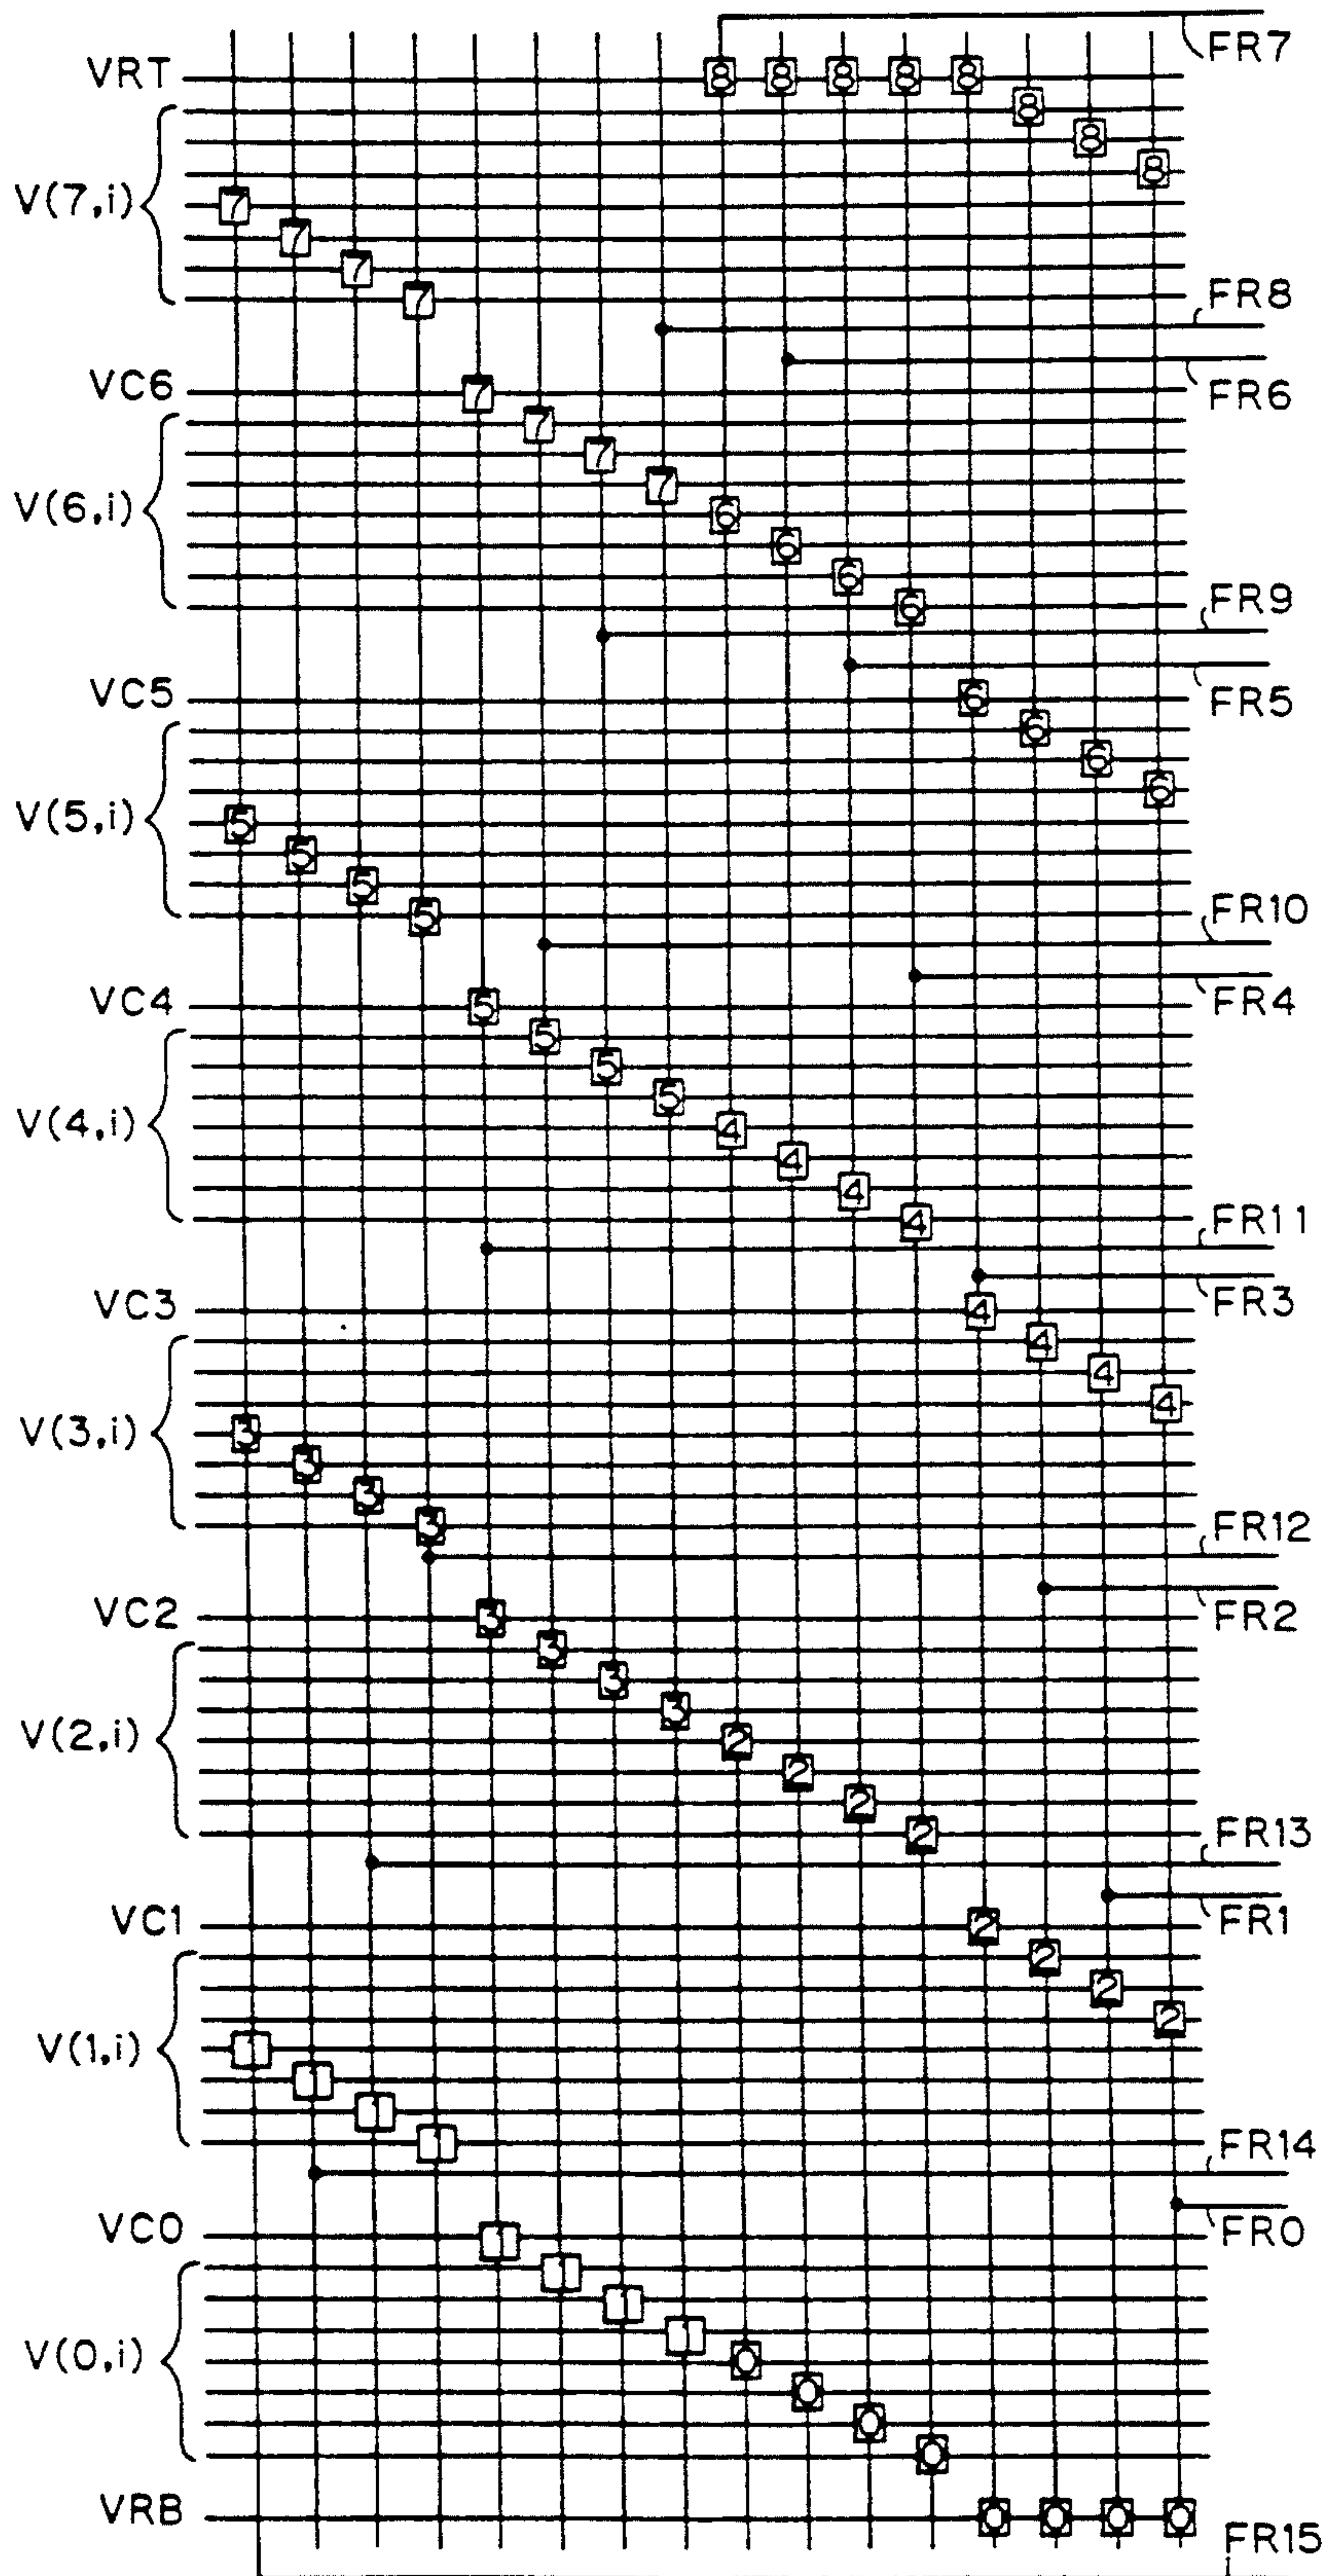 FR7
VRT 8 8 8 8 8
8
8
V(7,i) 8
7
7
7
7
FR8
VC6 7 FR6
7
7
V(6,i) 7
6
6
6
6
FR9
VC5 6 FR5
6
6
V(5,i) 6
5
5
5
5
FR10
VC4 5 FR4
5
5
V(4,i) 5
4
4
4
4
FR11
VC3 4 FR3
4
4
V(3,i) 4
3
3
3
3
FR12
VC2 3 FR2
3
3
V(2,i) 3
2
2
2
2
FR13
VC1 2 FR1
2
2
V(1,i) 2
1
1
1
1
FR14
VC0 1 FR0
1
1
V(0,i) 1
0
0
0
0
VRB 0 0 0 0
FR15